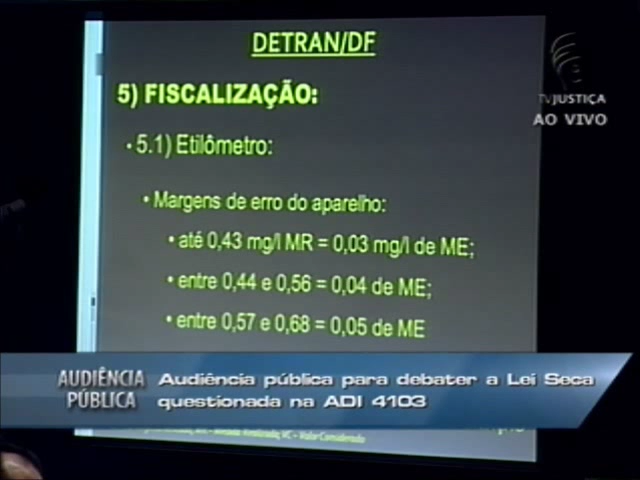 DETRAN/DF
5) FISCALIZAÇÃO:
• 5.1) Etilômetro:
• Margens de erro do aparelho:
• até 0,43 mg/l MR = 0,03 mg/l de ME;
• entre 0,44 e 0,56 = 0,04 de ME;
• entre 0,57 e 0,68 = 0,05 de ME
TV JUSTIÇA
AO VIVO
AUDIÊNCIA
PÚBLICA
Audiência pública para debater a Lei Seca
questionada na ADI 4103
Valor Considerado